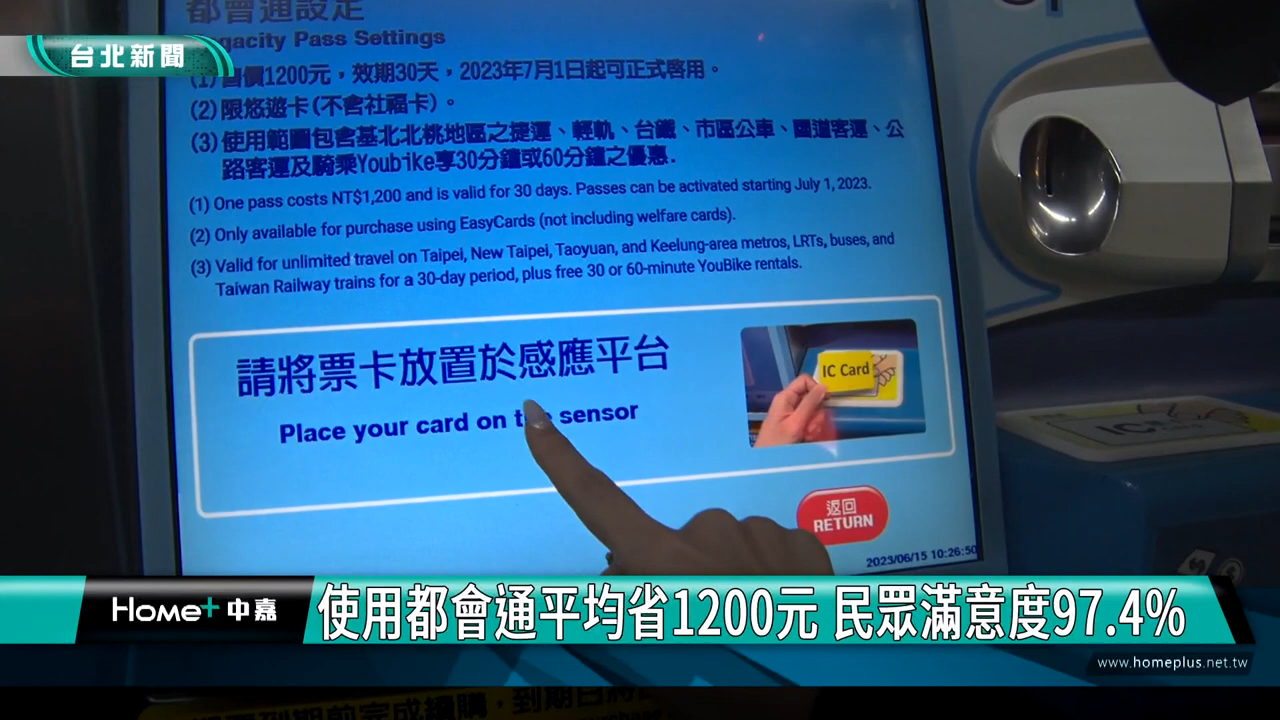 都會通設定
台北新聞
gacity Pass Settings
(1) 售價1200元，效期30天，2023年7月1日起可正式啓用。
(2) 限悠遊卡(不含社福卡)。
(3) 使用範圍包含基北北桃地區之捷運、輕軌、台鐵、市區公車、國道客運、公
路客運及騎乘Youbike享30分鐘或60分鐘之優惠.
(1) One pass costs NT$1,200 and is valid for 30 days. Passes can be activated starting July 1, 2023.
(2) Only available for purchase using EasyCards (not including welfare cards).
(3) Valid for unlimited travel on Taipei, New Taipei, Taoyuan, and Keelung-area metros, LRTs, buses, and
Taiwan Railway trains for a 30-day period, plus free 30 or 60-minute YouBike rentals.
請將票卡放置於感應平台
Place your card on the sensor
IC Card
IC
返回
RETURN
2023/06/15 10:26:50
Home+ 中嘉
使用都會通平均省1200元 民眾滿意度97.4%
www.homeplus.net.tw